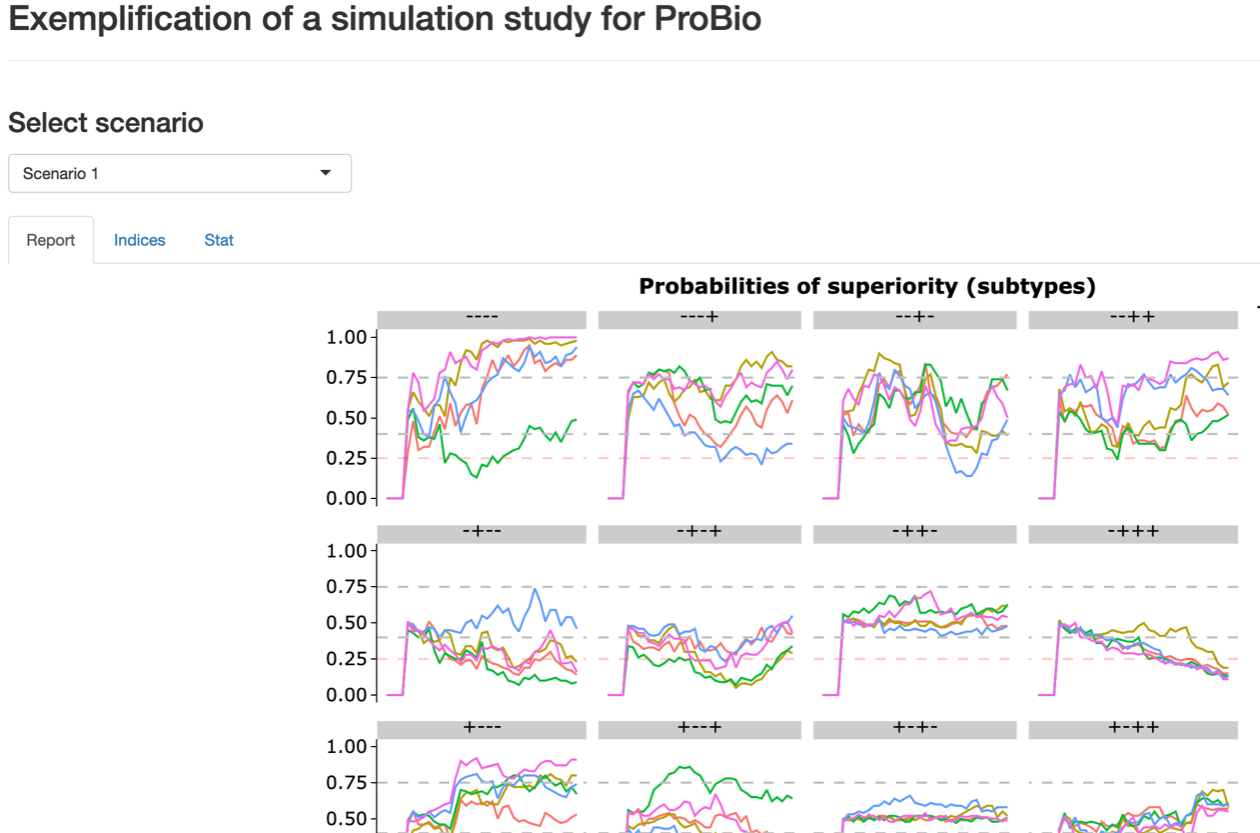 Exemplification of a simulation study for ProBio
Select scenario
Scenario 1
Report Indices Stat
Probabilities of superiority (subtypes)
---- ---+ --+- --++
1.00
0.75
0.50
0.25
0.00
-+-- -+-+ -++- -+++
1.00
0.75
0.50
0.25
0.00
+--- +--+ +-+- +-++
1.00
0.75
0.50